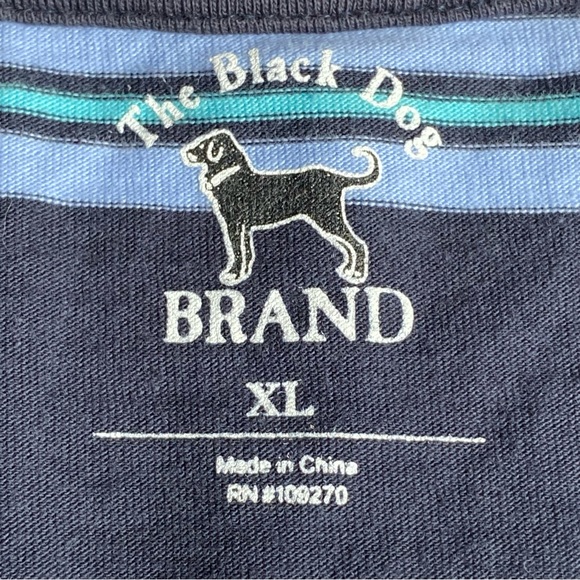 The Black Dog
BRAND
XL
Made in China
RN #109270